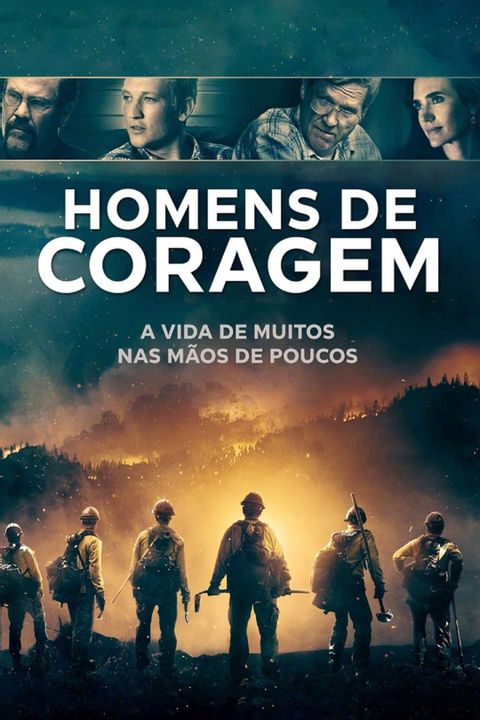 HOMENS DE
CORAGEM
A VIDA DE MUITOS
NAS MÃOS DE POUCOS